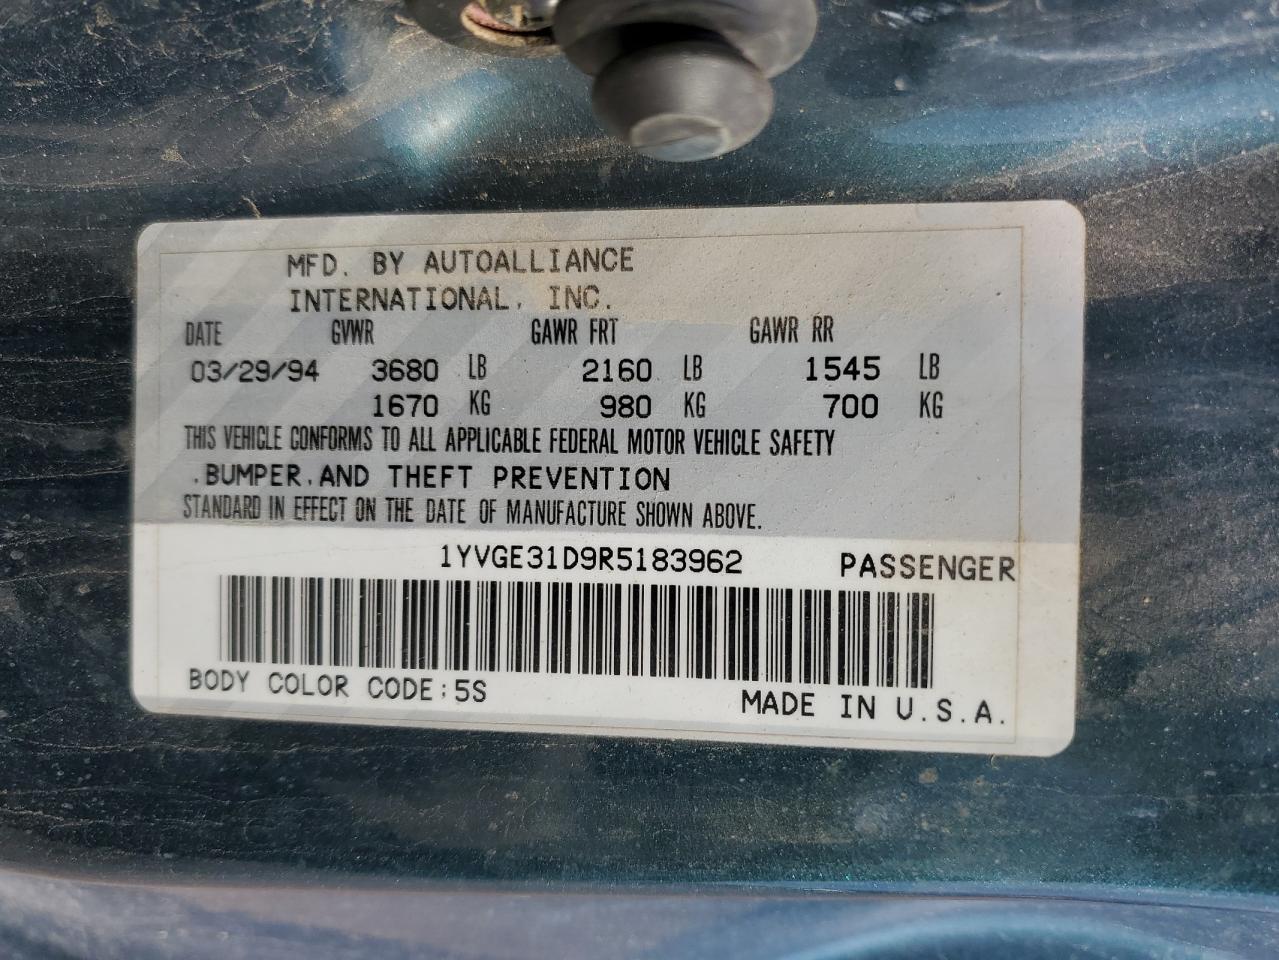 MFD. BY AUTOALLIANCE
INTERNATIONAL, INC.
DATE GVWR GAWR FRT GAWR RR
03/29/94 3680 LB 2160 LB 1545 LB
1670 KG 980 KG 700 KG
THIS VEHICLE CONFORMS TO ALL APPLICABLE FEDERAL MOTOR VEHICLE SAFETY
,BUMPER,AND THEFT PREVENTION
STANDARD IN EFFECT ON THE DATE OF MANUFACTURE SHOWN ABOVE.
1YVGE31D9R5183962 PASSENGER
BODY COLOR CODE:5S
MADE IN U.S.A.